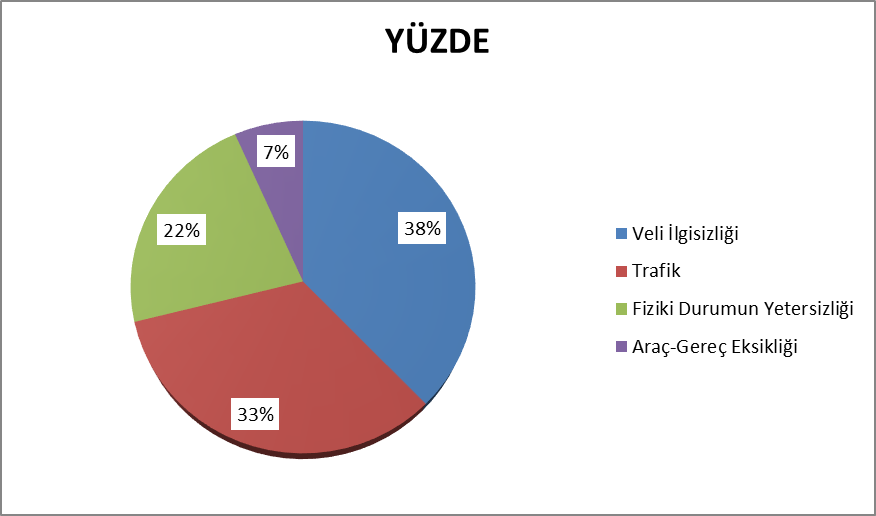 YÜZDE
7%
38%
22%
33%
Veli İlgisizliği
Trafik
Fiziki Durumun Yetersizliği
Araç-Gereç Eksikliği